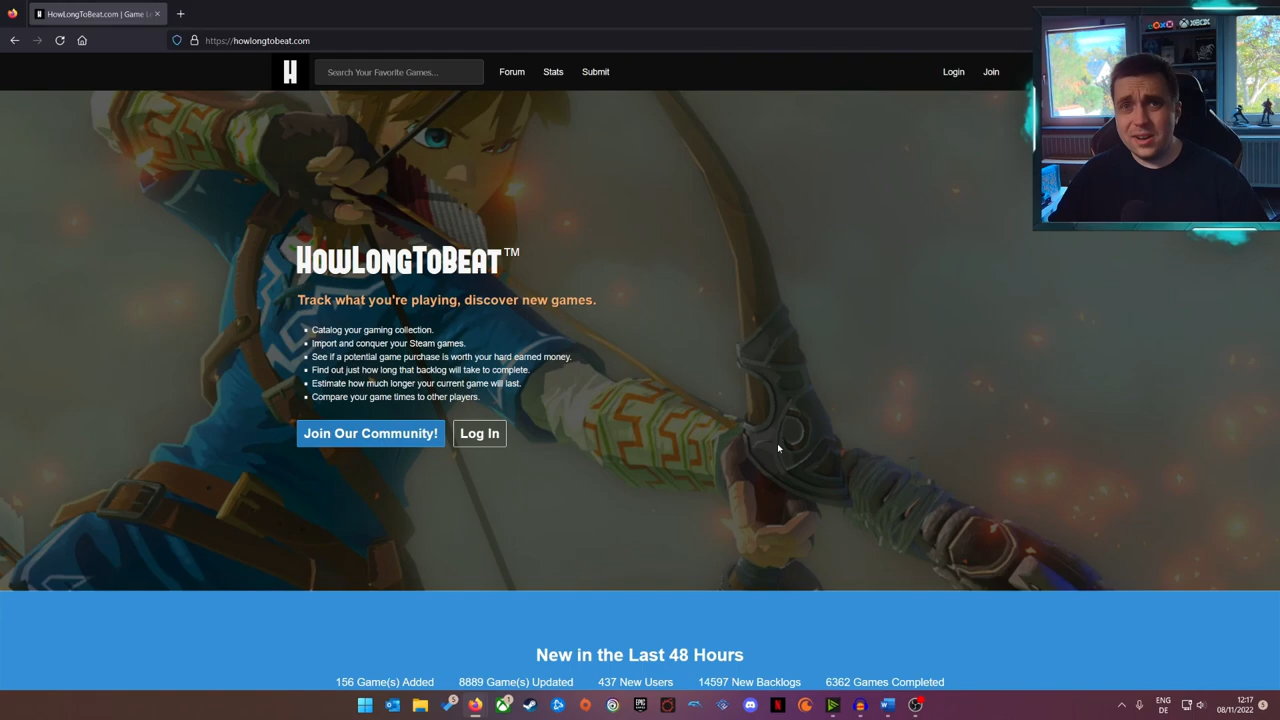 HowLongToBeat.com | Game L
https://howlongtobeat.com
Search Your Favorite Games...
Forum
Stats
Submit
Login
Join
XBOX
HowLongToBeat™
Track what you're playing, discover new games.
Catalog your gaming collection.
Import and conquer your Steam games.
See if a potential game purchase is worth your hard earned money.
Find out just how long that backlog will take to complete.
Estimate how much longer your current game will last.
Compare your game times to other players.
Join Our Community!
Log In
New in the Last 48 Hours
156 Game(s) Added
8889 Game(s) Updated
437 New Users
14597 New Backlogs
6362 Games Completed
ENG
DE
12:17
08/11/2022